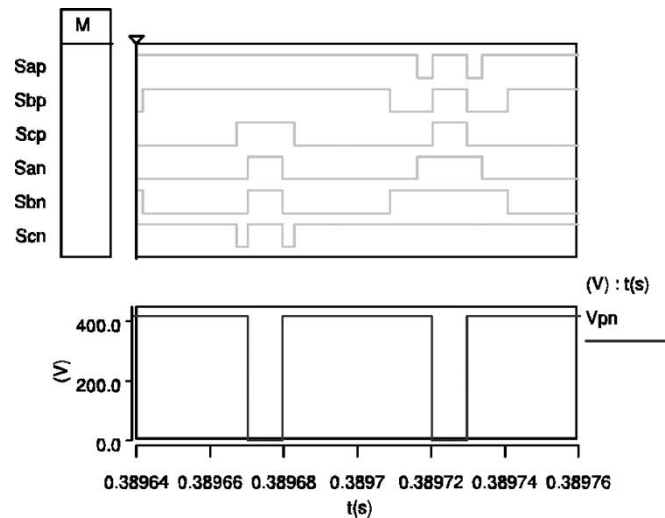 M
Sap
Sbp
Scp
San
Sbn
Scn
(V) : t(s)
Vpn
(V)
400.0
200.0
0.0
0.38964 0.38966 0.38968 0.3897 0.38972 0.38974 0.38976
t(s)